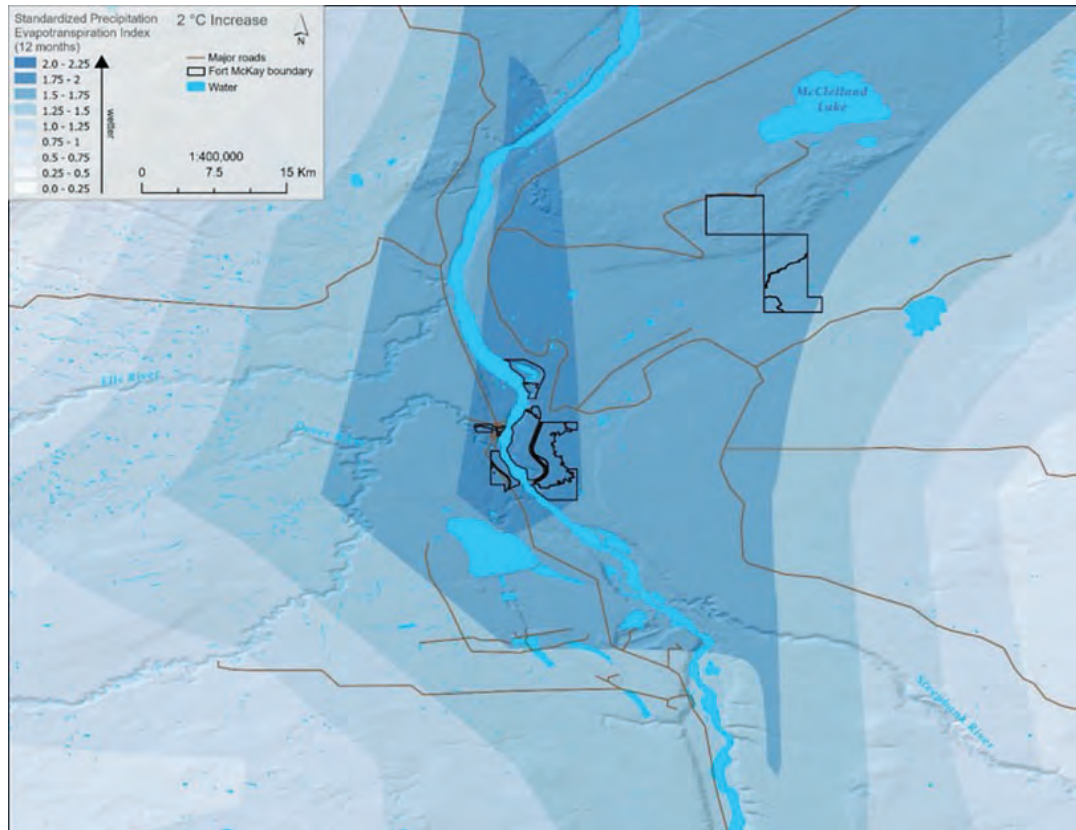 Standardized Precipitation
Evapotranspiration Index
(12 months)
2.0 - 2.25
1.75 - 2
1.5 - 1.75
1.25 - 1.5
1.0 - 1.25
0.75 - 1
0.5 - 0.75
0.25 - 0.5
0.0 - 0.25
wetter
2 °C Increase
N
Major roads
Fort McKay boundary
Water
1:400,000
0 7.5 15 Km
McClelland
Lake
Ells River
Steepbank River